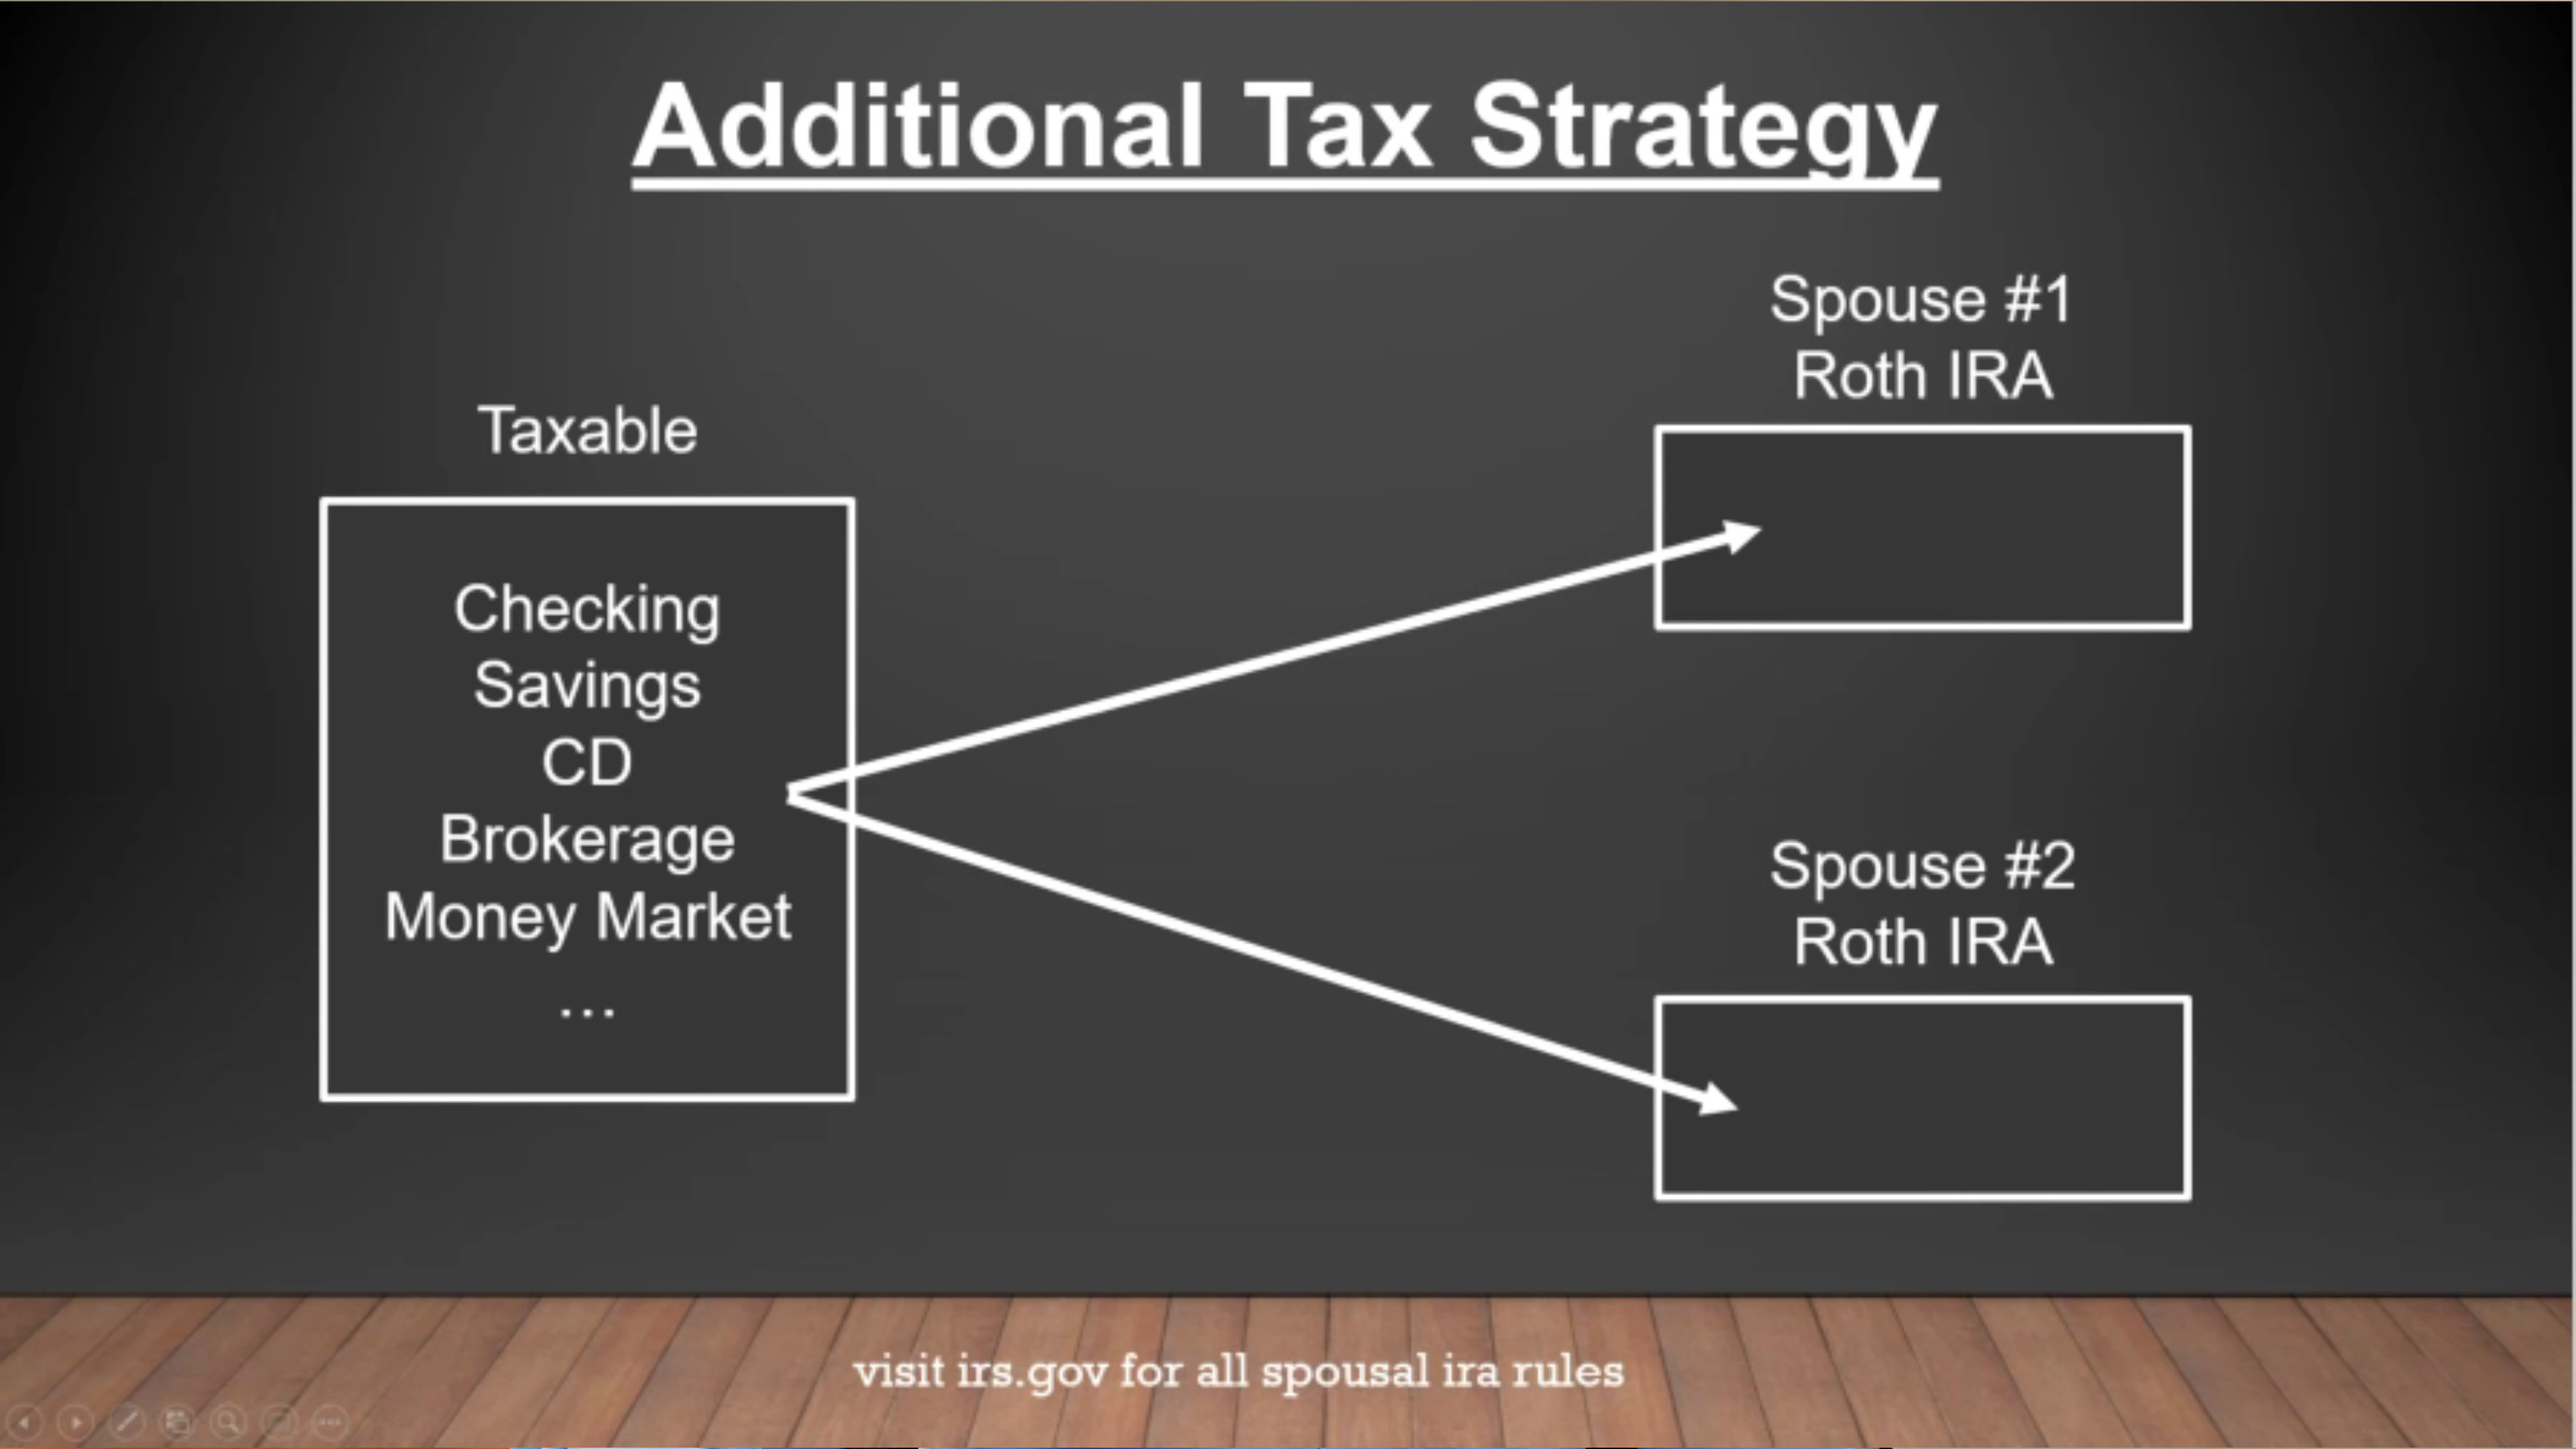 Additional Tax Strategy
Taxable
Checking
Savings
CD
Brokerage
Money Market
...
Spouse #1
Roth IRA
Spouse #2
Roth IRA
visit irs.gov for all spousal ira rules